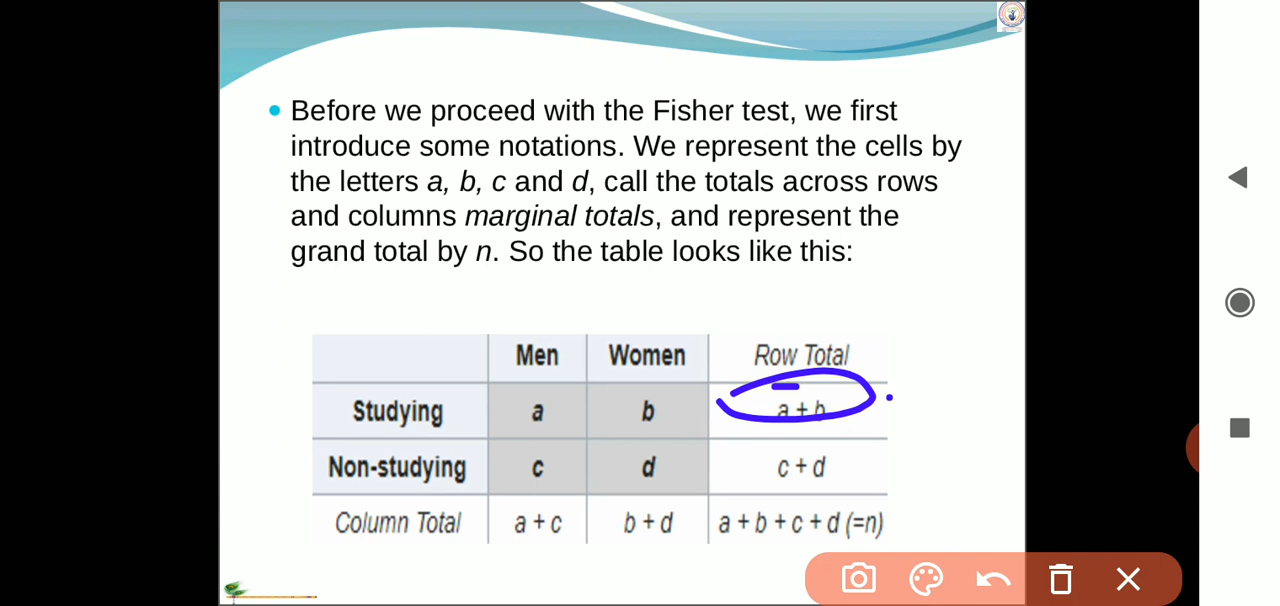 Before we proceed with the Fisher test, we first
introduce some notations. We represent the cells by
the letters a, b, c and d, call the totals across rows
and columns marginal totals, and represent the
grand total by n. So the table looks like this:
Men Women Row Total
Studying a b a + b
Non-studying c d c + d
Column Total a + c b + d a + b + c + d (=n)